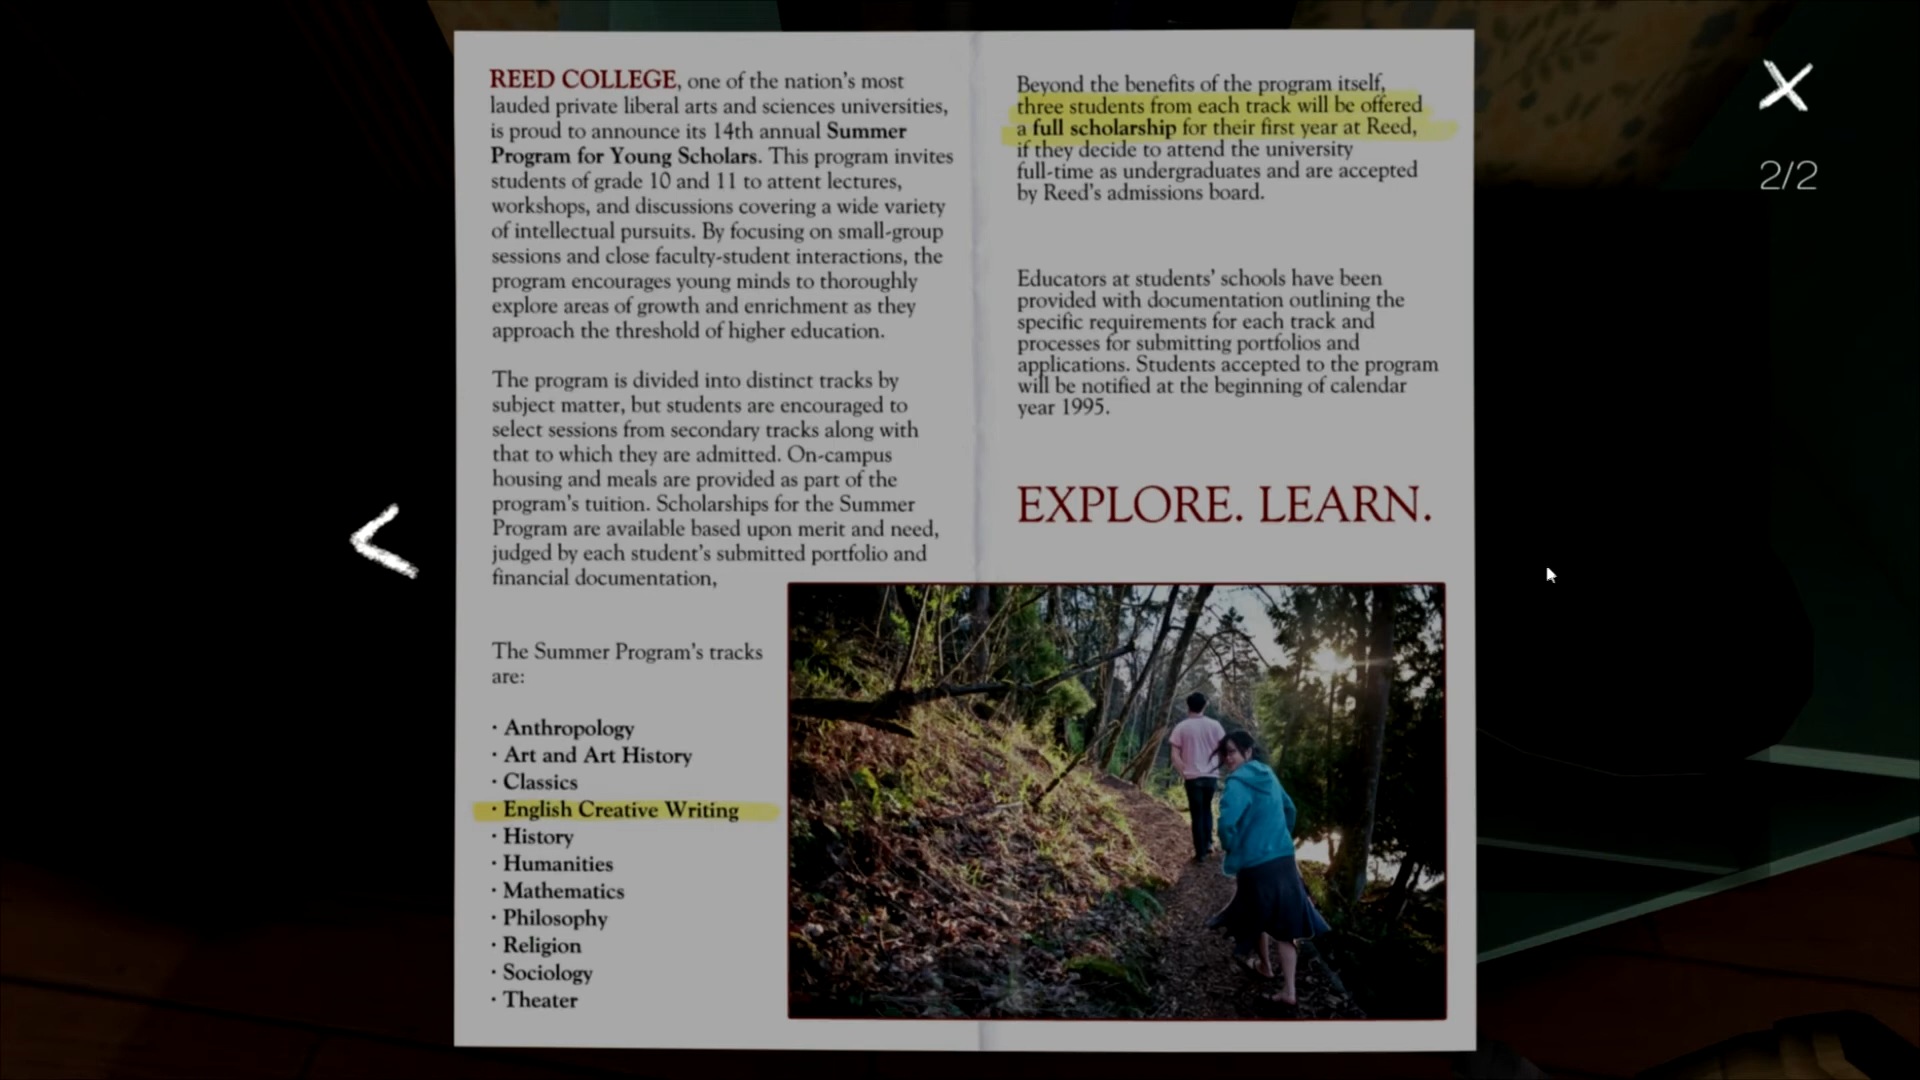 REED COLLEGE, one of the nation's most
lauded private liberal arts and sciences universities,
is proud to announce its 14th annual Summer
Program for Young Scholars. This program invites
students of grade 10 and 11 to attent lectures,
workshops, and discussions covering a wide variety
of intellectual pursuits. By focusing on small-group
sessions and close faculty-student interactions, the
program encourages young minds to thoroughly
explore areas of growth and enrichment as they
approach the threshold of higher education.
The program is divided into distinct tracks by
subject matter, but students are encouraged to
select sessions from secondary tracks along with
that to which they are admitted. On-campus
housing and meals are provided as part of the
program's tuition. Scholarships for the Summer
Program are available based upon merit and need,
judged by each student's submitted portfolio and
financial documentation,
The Summer Program's tracks
are:
· Anthropology
· Art and Art History
· Classics
· English Creative Writing
· History
· Humanities
· Mathematics
· Philosophy
· Religion
· Sociology
· Theater
Beyond the benefits of the program itself,
three students from each track will be offered
a full scholarship for their first year at Reed,
if they decide to attend the university
full-time as undergraduates and are accepted
by Reed's admissions board.
Educators at students' schools have been
provided with documentation outlining the
specific requirements for each track and
processes for submitting portfolios and
applications. Students accepted to the program
will be notified at the beginning of calendar
year 1995.
EXPLORE. LEARN.
2/2